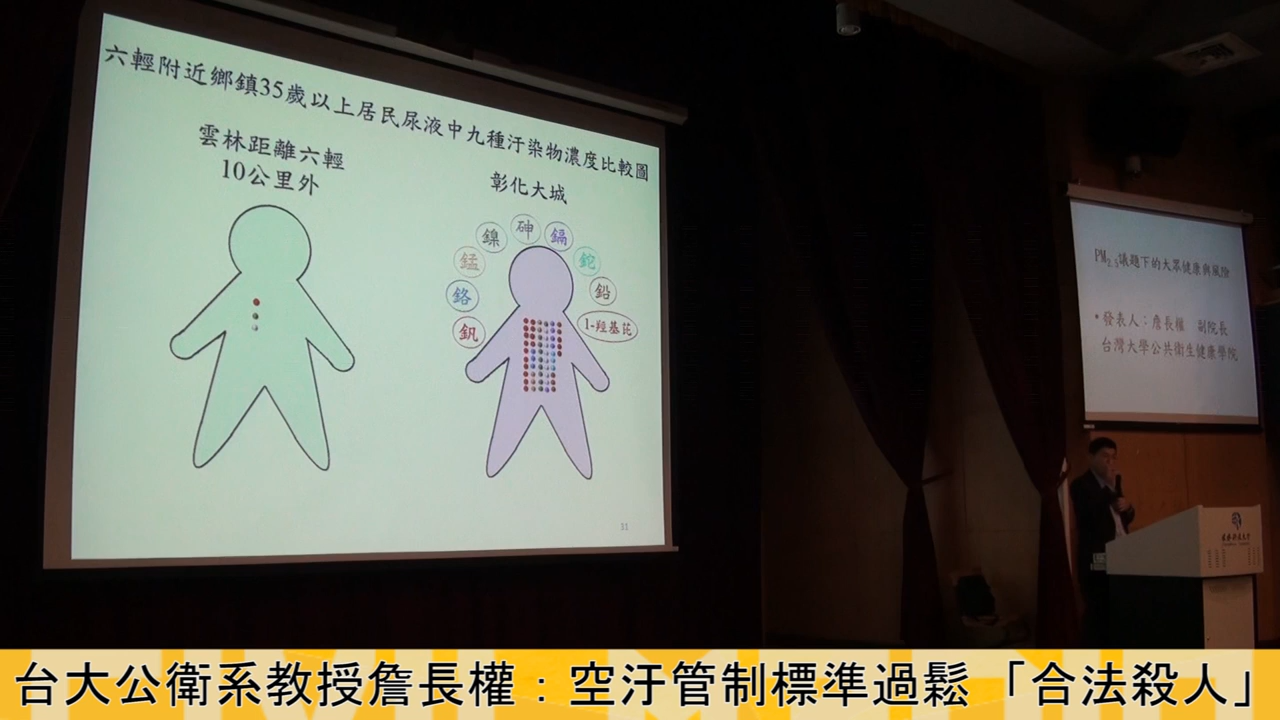 六輕附近鄉鎮35歲以上居民尿液中九種汙染物濃度比較圖
雲林距離六輕
10公里外
彰化大城
砷
鎳
鎘
錳
鉈
鉻
鉛
釩
1-羥基芘
31
PM2.5議題下的大眾健康與風險
•發表人：詹長權 副院長
台灣大學公共衛生健康學院
台大公衛系教授詹長權：空汙管制標準過鬆「合法殺人」